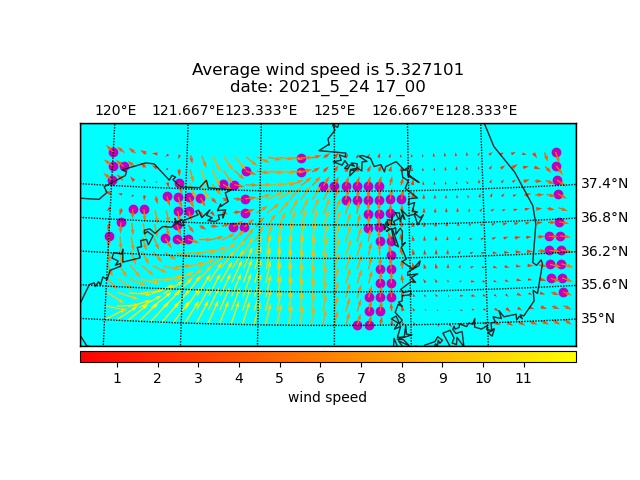 Average wind speed is 5.327101
date: 2021_5_24 17_00
120°E 121.667°E 123.333°E 125°E 126.667°E 128.333°E
37.4°N
36.8°N
36.2°N
35.6°N
35°N
1 2 3 4 5 6 7 8 9 10 11
wind speed